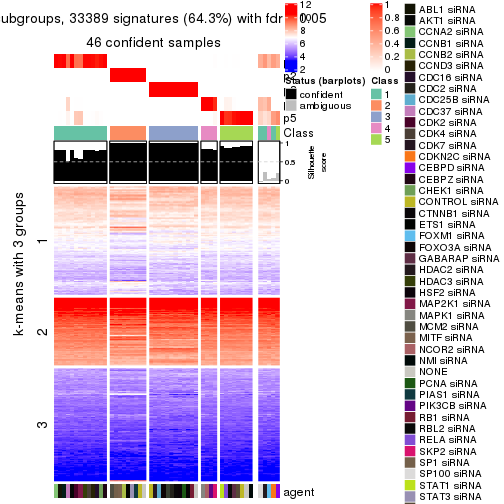 ubgroups, 33389 signatures (64.3%) with fdr 0.05
46 confident samples
p5
Class
1
0.5
0
Silhouette
score
k-means with 3 groups
1
2
3
agent
12
10
8
6
4
2
1
0.8
0.6
0.4
0.2
0
Status (barplots)
confident
ambiguous
Class
1
2
3
4
5
ABL1 siRNA
AKT1 siRNA
CCNA2 siRNA
CCNB1 siRNA
CCNB2 siRNA
CCND3 siRNA
CDC16 siRNA
CDC2 siRNA
CDC25B siRNA
CDC37 siRNA
CDK2 siRNA
CDK4 siRNA
CDK7 siRNA
CDKN2C siRNA
CEBPD siRNA
CEBPZ siRNA
CHEK1 siRNA
CONTROL siRNA
CTNNB1 siRNA
ETS1 siRNA
FOXM1 siRNA
FOXO3A siRNA
GABARAP siRNA
HDAC2 siRNA
HDAC3 siRNA
HSF2 siRNA
MAP2K1 siRNA
MAPK1 siRNA
MCM2 siRNA
MITF siRNA
NCOR2 siRNA
NMI siRNA
NONE
PCNA siRNA
PIAS1 siRNA
PIK3CB siRNA
RB1 siRNA
RBL2 siRNA
RELA siRNA
SKP2 siRNA
SP1 siRNA
SP100 siRNA
STAT1 siRNA
STAT3 siRNA